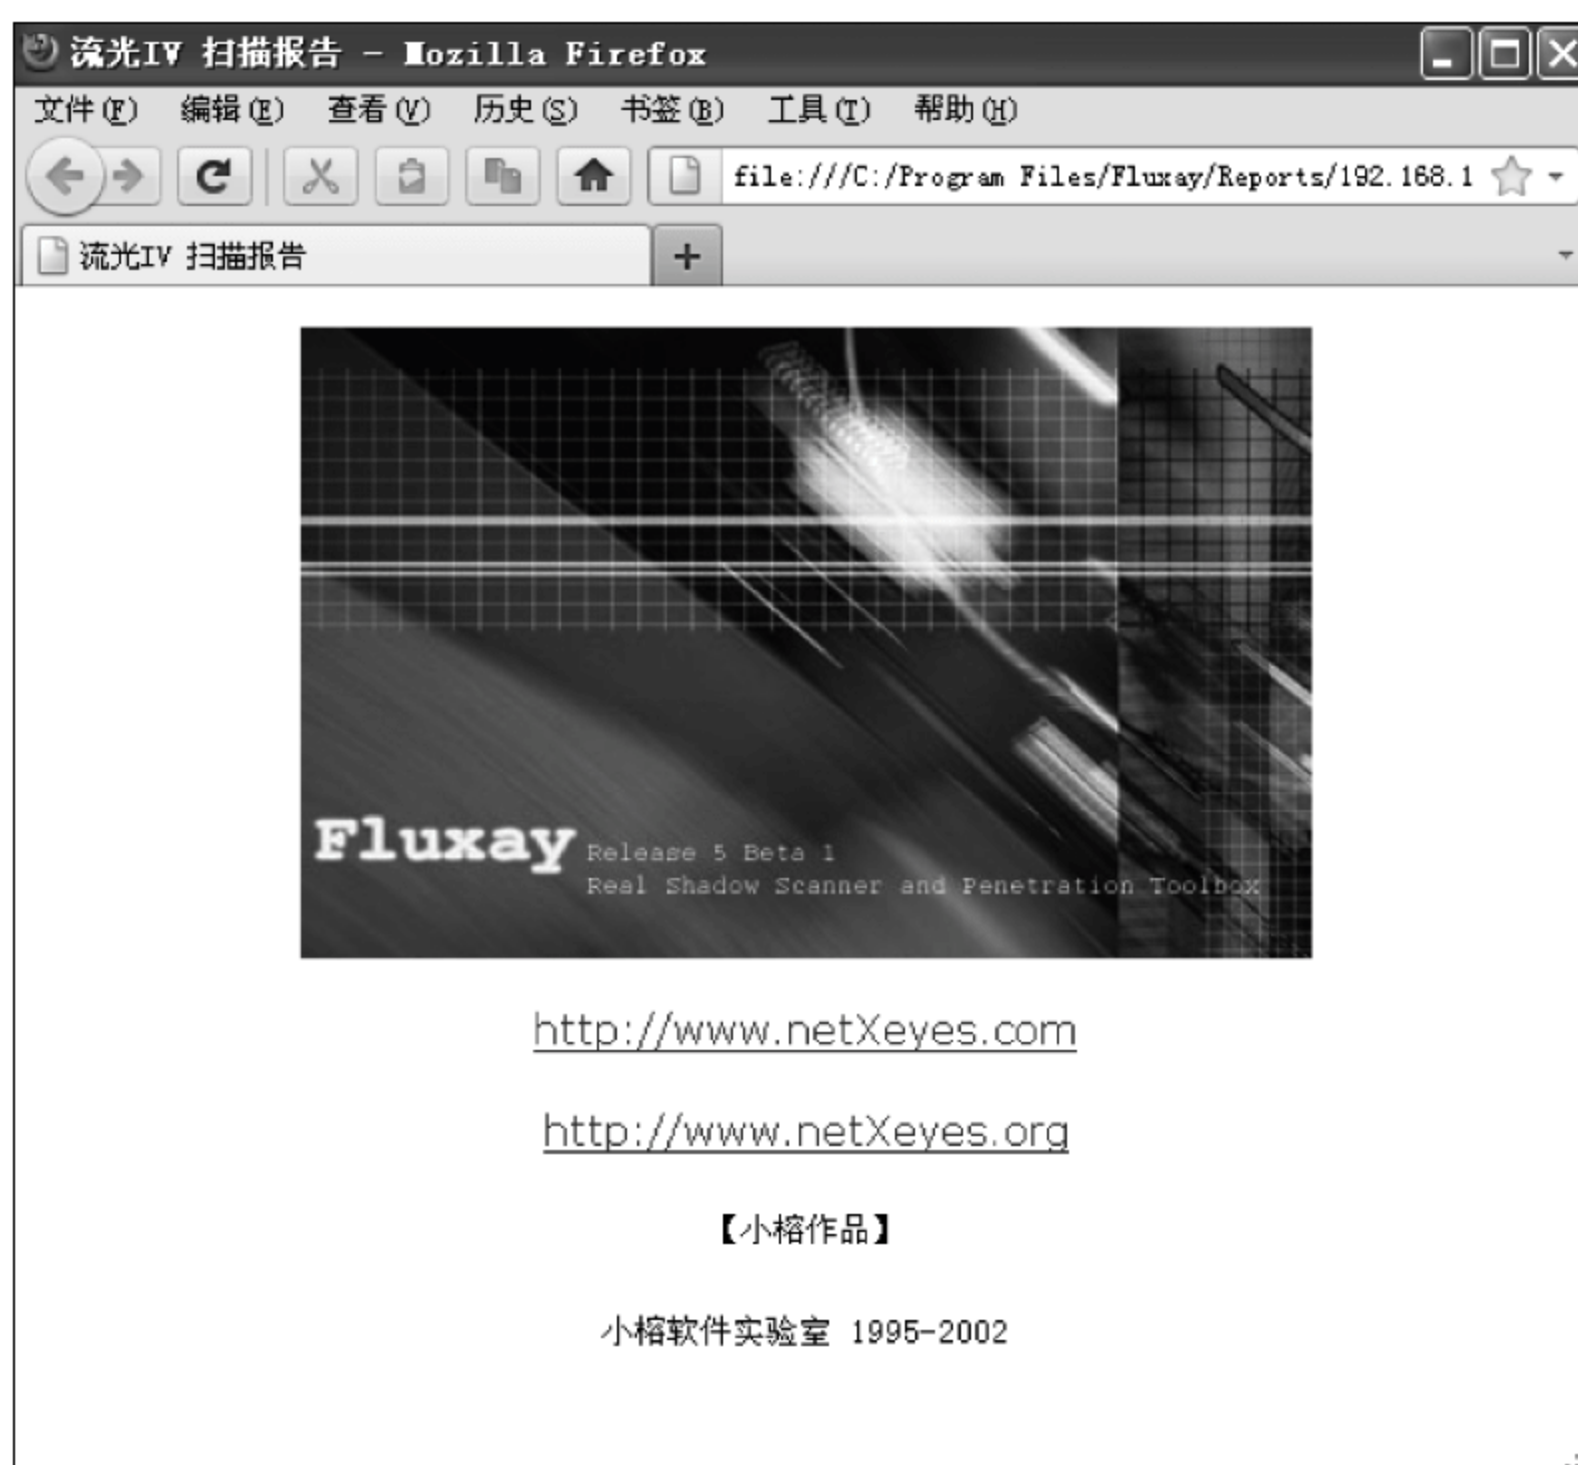 流光IV 扫描报告 - Mozilla Firefox
文件(F) 编辑(E) 查看(V) 历史(S) 书签(B) 工具(T) 帮助(H)
file:///C:/Program Files/Fluxay/Reports/192.168.1
流光IV 扫描报告
Fluxay Release 5 Beta 1
Real Shadow Scanner and Penetration Toolbox
http://www.netXeyes.com
http://www.netXeyes.org
【小榕作品】
小榕软件实验室 1995-2002